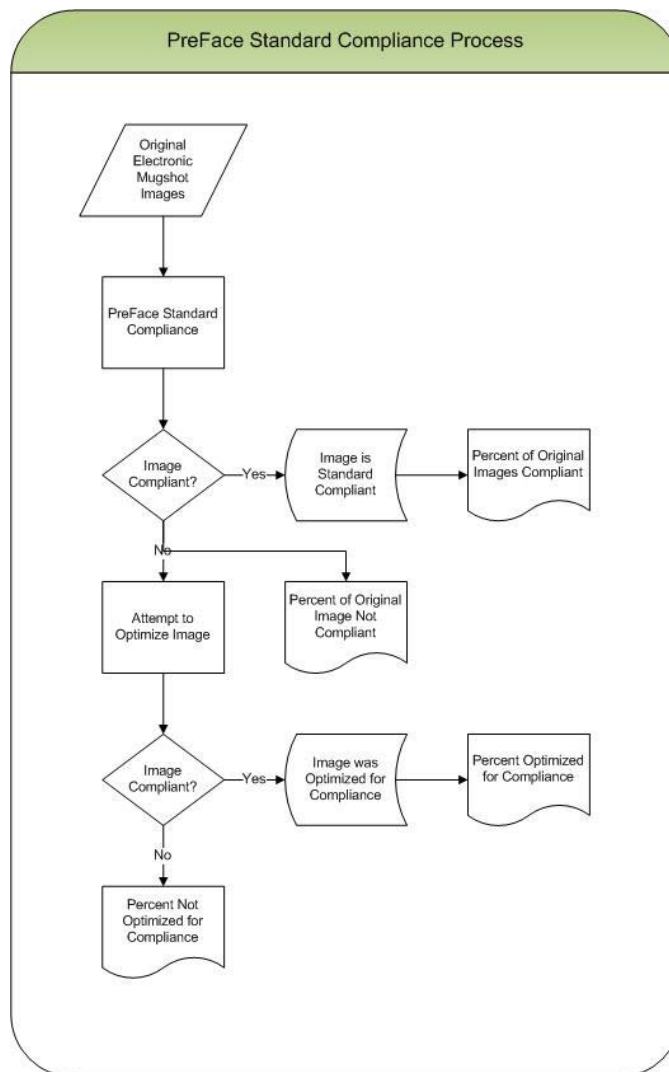 PreFace Standard Compliance Process
Original
Electronic
Mugshot
Images
PreFace Standard
Compliance
Image
Compliant?
Yes
Image is
Standard
Compliant
Percent of Original
Images Compliant
No
Attempt to
Optimize Image
Percent of Original
Image Not
Compliant
Image
Compliant?
Yes
Image was
Optimized for
Compliance
Percent Optimized
for Compliance
No
Percent Not
Optimized for
Compliance